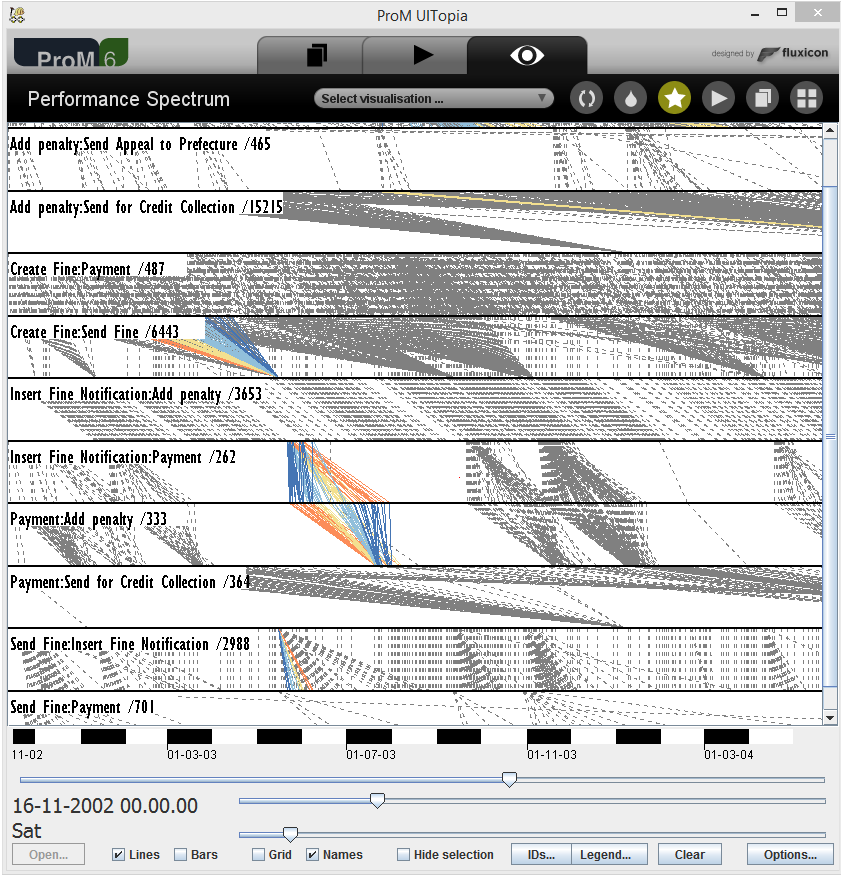 ProM UITopia
ProM 6
designed by fluxicon
Performance Spectrum
Select visualisation ...
Add penalty:Send Appeal to Prefecture /465
Add penalty:Send for Credit Collection /15215
Create Fine:Payment /487
Create Fine:Send Fine /6443
Insert Fine Notification:Add penalty /3653
Insert Fine Notification:Payment /262
Payment:Add penalty /333
Payment:Send for Credit Collection /364
Send Fine:Insert Fine Notification /2988
Send Fine:Payment /701
11-02 01-03-03 01-07-03 01-11-03 01-03-04
16-11-2002 00.00.00
Sat
Open... Lines Bars Grid Names Hide selection IDs... Legend... Clear Options...